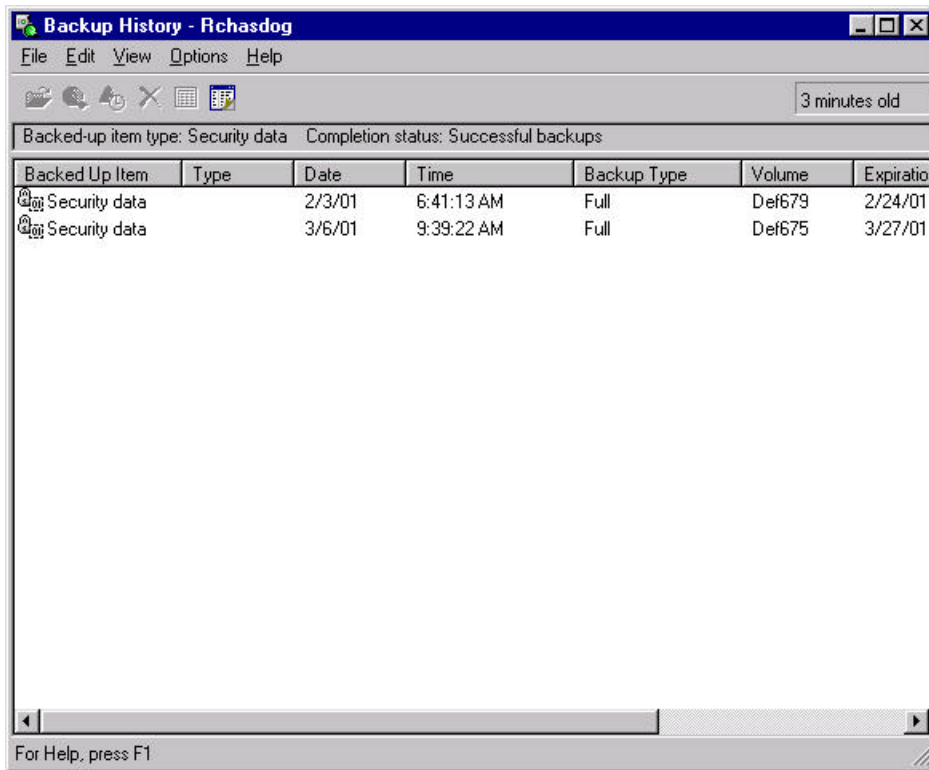 Backup History - Rchasdog
File Edit View Options Help
3 minutes old
Backed-up item type: Security data Completion status: Successful backups
Backed Up Item Type Date Time Backup Type Volume Expiratio
Security data 2/3/01 6:41:13 AM Full Def679 2/24/01
Security data 3/6/01 9:39:22 AM Full Def675 3/27/01
For Help, press F1